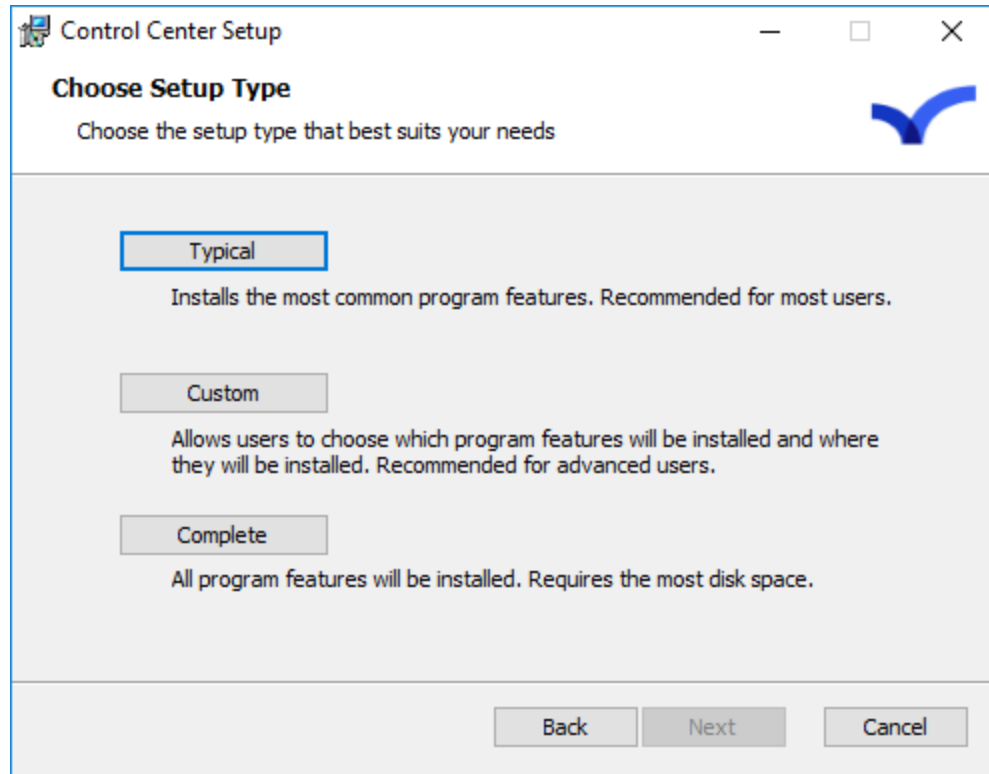 Control Center Setup
Choose Setup Type
Choose the setup type that best suits your needs
Typical
Installs the most common program features. Recommended for most users.
Custom
Allows users to choose which program features will be installed and where
they will be installed. Recommended for advanced users.
Complete
All program features will be installed. Requires the most disk space.
Back Next Cancel